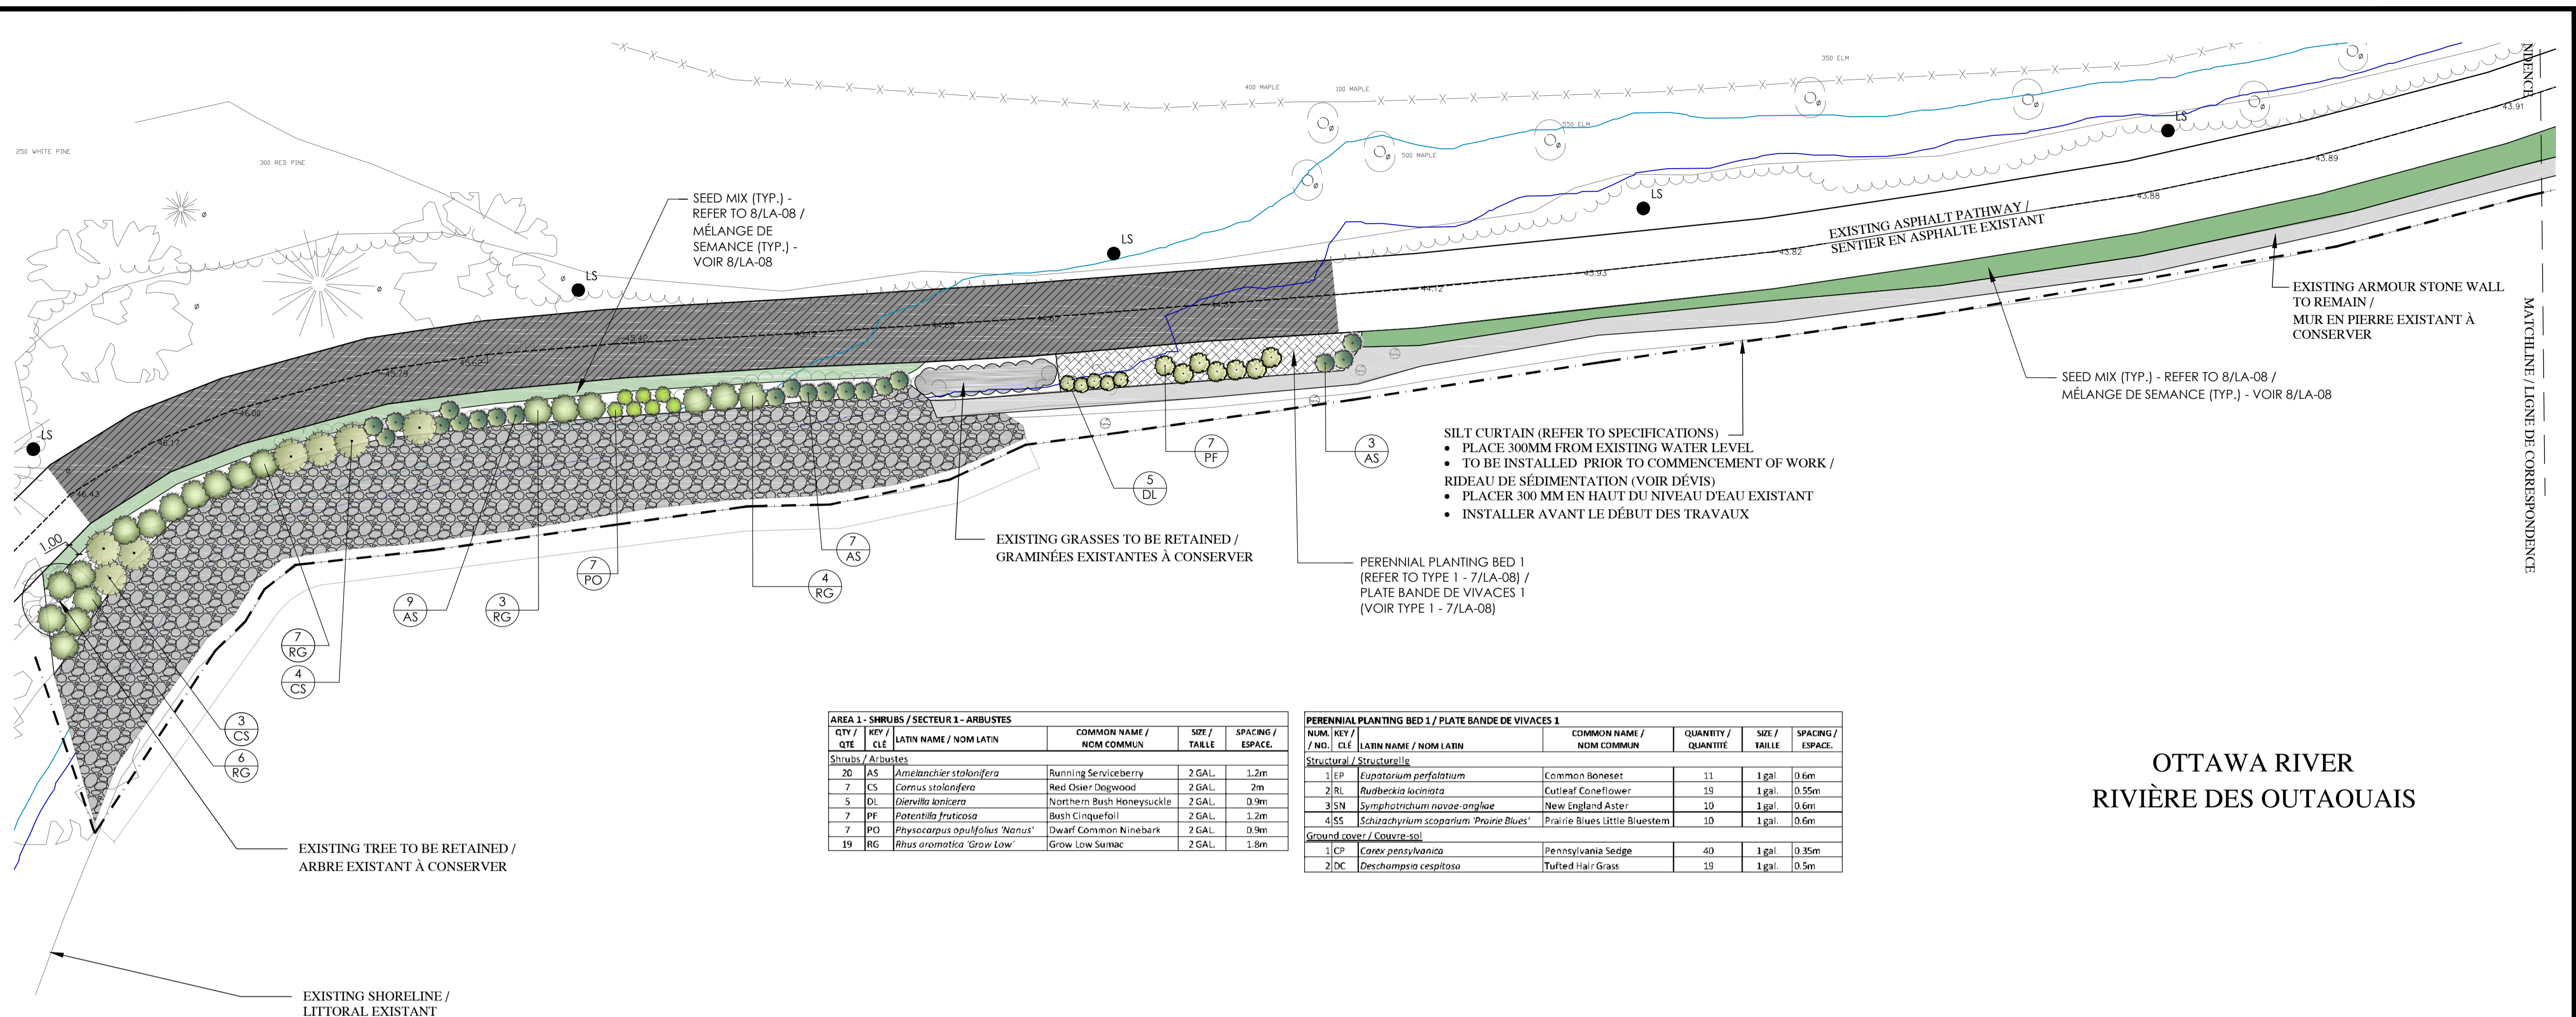 350 ELM
400 MAPLE
100 MAPLE
550 ELM
500 MAPLE
250 WHITE PINE
300 RED PINE
LS
LS
LS
LS
LS
NDENCE
MATCHLINE / LIGNE DE CORRESPONDENCE
43.91
43.89
43.88
43.82
43.93
44.12
46.00
46.17
46.43
1.00
SEED MIX (TYP.) -
REFER TO 8/LA-08 /
MÉLANGE DE
SEMANCE (TYP.) -
VOIR 8/LA-08
EXISTING ASPHALT PATHWAY /
SENTIER EN ASPHALTE EXISTANT
EXISTING ARMOUR STONE WALL
TO REMAIN /
MUR EN PIERRE EXISTANT À
CONSERVER
SEED MIX (TYP.) - REFER TO 8/LA-08 /
MÉLANGE DE SEMANCE (TYP.) - VOIR 8/LA-08
SILT CURTAIN (REFER TO SPECIFICATIONS)
• PLACE 300MM FROM EXISTING WATER LEVEL
• TO BE INSTALLED PRIOR TO COMMENCEMENT OF WORK /
RIDEAU DE SÉDIMENTATION (VOIR DÉVIS)
• PLACER 300 MM EN HAUT DU NIVEAU D'EAU EXISTANT
• INSTALLER AVANT LE DÉBUT DES TRAVAUX
PERENNIAL PLANTING BED 1
(REFER TO TYPE 1 - 7/LA-08) /
PLATE BANDE DE VIVACES 1
(VOIR TYPE 1 - 7/LA-08)
EXISTING GRASSES TO BE RETAINED /
GRAMINÉES EXISTANTES À CONSERVER
3
AS
7
PF
5
DL
7
AS
4
RG
7
PO
3
RG
9
AS
7
RG
4
CS
3
CS
6
RG
EXISTING TREE TO BE RETAINED /
ARBRE EXISTANT À CONSERVER
EXISTING SHORELINE /
LITTORAL EXISTANT
AREA 1 - SHRUBS / SECTEUR 1 - ARBUSTES
QTY / QTÉ KEY / CLÉ LATIN NAME / NOM LATIN COMMON NAME / NOM COMMUN SIZE / TAILLE SPACING / ESPACE.
Shrubs / Arbustes
20 AS Amelanchier stolonifera Running Serviceberry 2 GAL. 1.2m
7 CS Cornus stolonifera Red Osier Dogwood 2 GAL. 2m
5 DL Diervilla lonicera Northern Bush Honeysuckle 2 GAL. 0.9m
7 PF Potentilla fruticosa Bush Cinquefoil 2 GAL. 1.2m
7 PO Physocarpus opulifolius 'Nanus' Dwarf Common Ninebark 2 GAL. 0.9m
19 RG Rhus aromatica 'Grow Low' Grow Low Sumac 2 GAL. 1.8m
PERENNIAL PLANTING BED 1 / PLATE BANDE DE VIVACES 1
NUM. / NO. KEY / CLÉ LATIN NAME / NOM LATIN COMMON NAME / NOM COMMUN QUANTITY / QUANTITÉ SIZE / TAILLE SPACING / ESPACE.
Structural / Structurelle
1 EP Eupatorium perfolatium Common Boneset 11 1 gal. 0.6m
2 RL Rudbeckia laciniata Cutleaf Coneflower 19 1 gal. 0.55m
3 SN Symphotrichum novae-angliae New England Aster 10 1 gal. 0.6m
4 SS Schizachyrium scoparium 'Prairie Blues' Prairie Blues Little Bluestem 10 1 gal. 0.6m
Ground cover / Couvre-sol
1 CP Carex pensylvanica Pennsylvania Sedge 40 1 gal. 0.35m
2 DC Deschampsia cespitosa Tufted Hair Grass 19 1 gal. 0.5m
OTTAWA RIVER
RIVIÈRE DES OUTAOUAIS